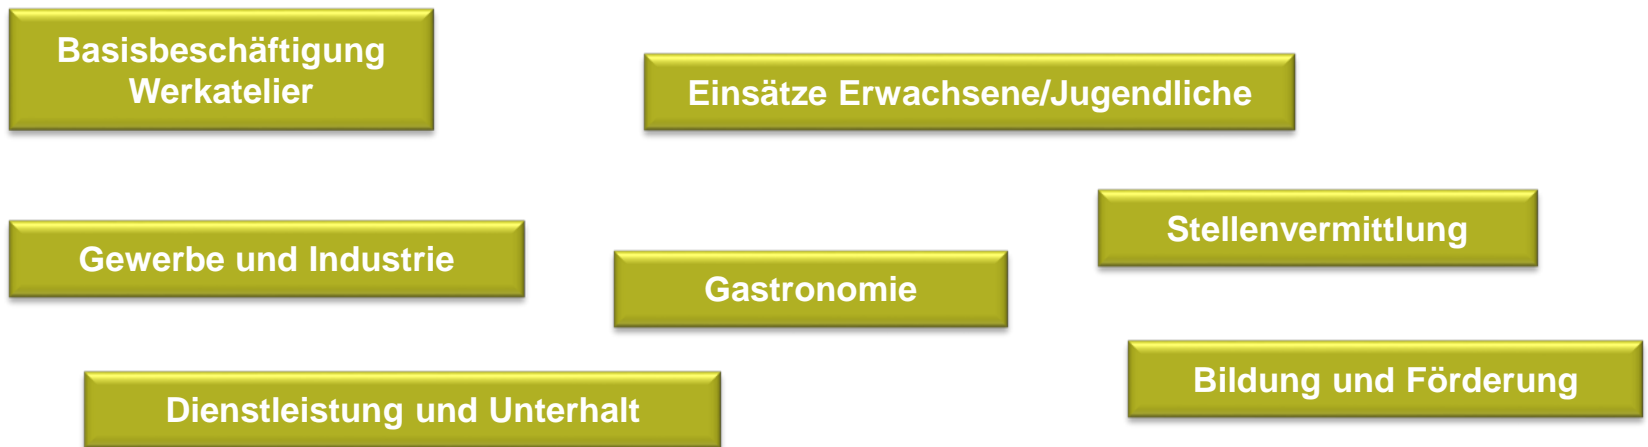 Basisbeschäftigung
Werkatelier
Einsätze Erwachsene/Jugendliche
Stellenvermittlung
Gewerbe und Industrie
Gastronomie
Bildung und Förderung
Dienstleistung und Unterhalt